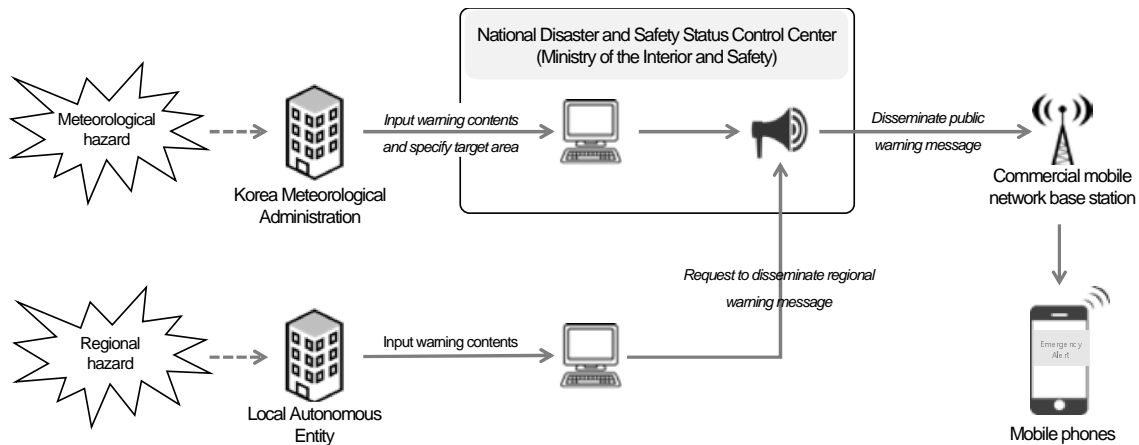 National Disaster and Safety Status Control Center
(Ministry of the Interior and Safety)
Meteorological
hazard
Input warning contents
and specify target area
Disseminate public
warning message
Korea Meteorological
Administration
Commercial mobile
network base station
Request to disseminate regional
warning message
Regional
hazard
Input warning contents
Emergency
Alert
Local Autonomous
Entity
Mobile phones